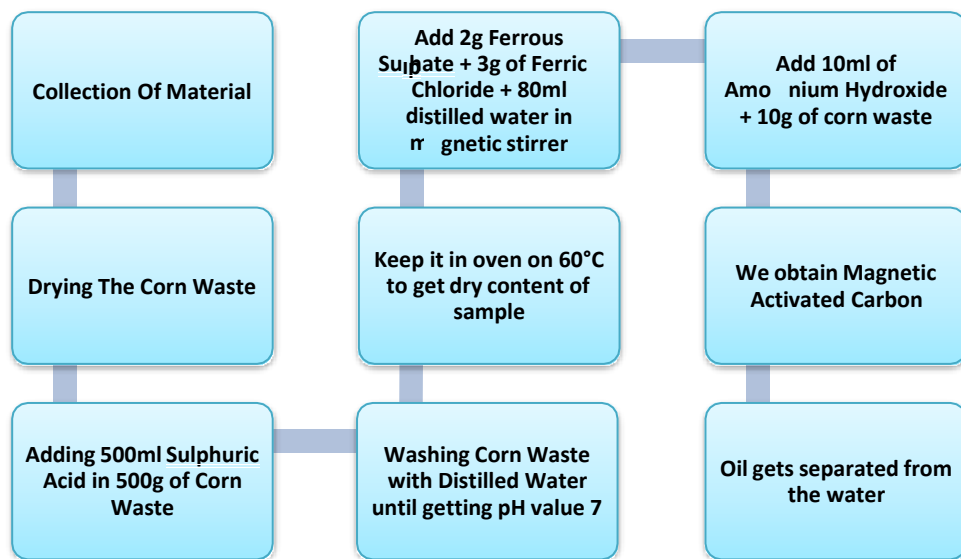 Collection Of Material
Drying The Corn Waste
Adding 500ml Sulphuric
Acid in 500g of Corn
Waste
Washing Corn Waste
with Distilled Water
until getting pH value 7
Keep it in oven on 60°C
to get dry content of
sample
Add 2g Ferrous
Sulphate + 3g of Ferric
Chloride + 80ml
distilled water in
m gnetic stirrer
Add 10ml of
Amo nium Hydroxide
+ 10g of corn waste
We obtain Magnetic
Activated Carbon
Oil gets separated from
the water